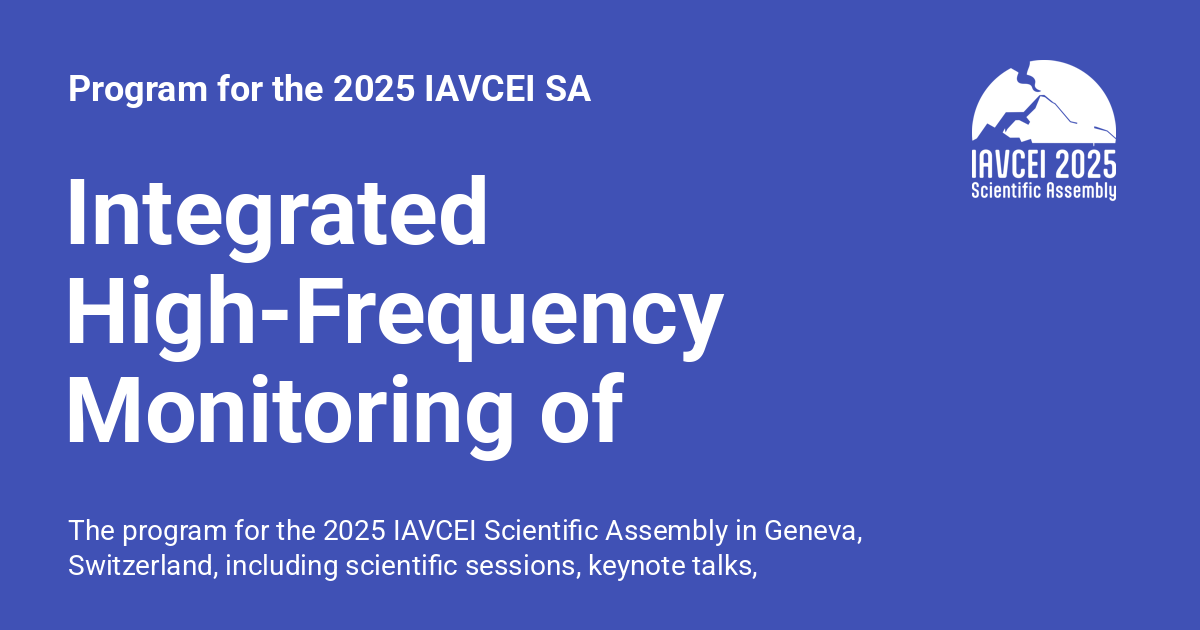 Program for the 2025 IAVCEI SA
IAVCEI 2025
Scientific Assembly
Integrated
High-Frequency
Monitoring of
The program for the 2025 IAVCEI Scientific Assembly in Geneva,
Switzerland, including scientific sessions, keynote talks,